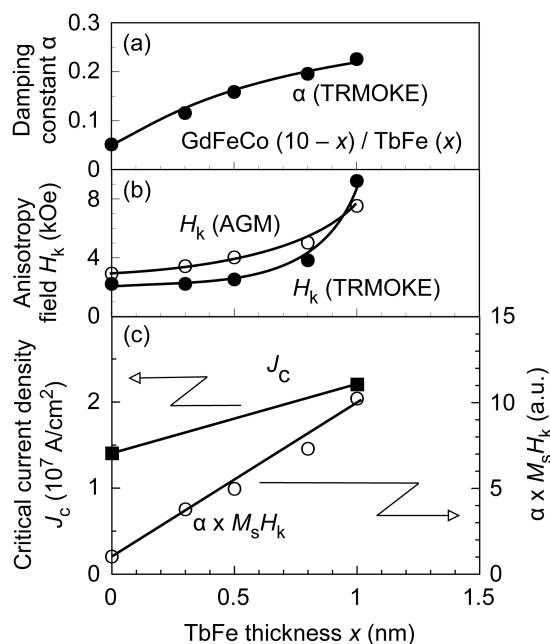 0.3
(a)
0.2
0.1
0
Damping
constant α
α (TRMOKE)
GdFeCo (10 – x) / TbFe (x)
(b)
8
4
0
Anisotropy
field Hk (kOe)
Hk (AGM)
Hk (TRMOKE)
3
(c)
2
1
0
Critical current density
Jc (10⁷ A/cm²)
Jc
α x MsHk
15
10
5
0
α x MsHk (a.u.)
0 0.5 1 1.5
TbFe thickness x (nm)